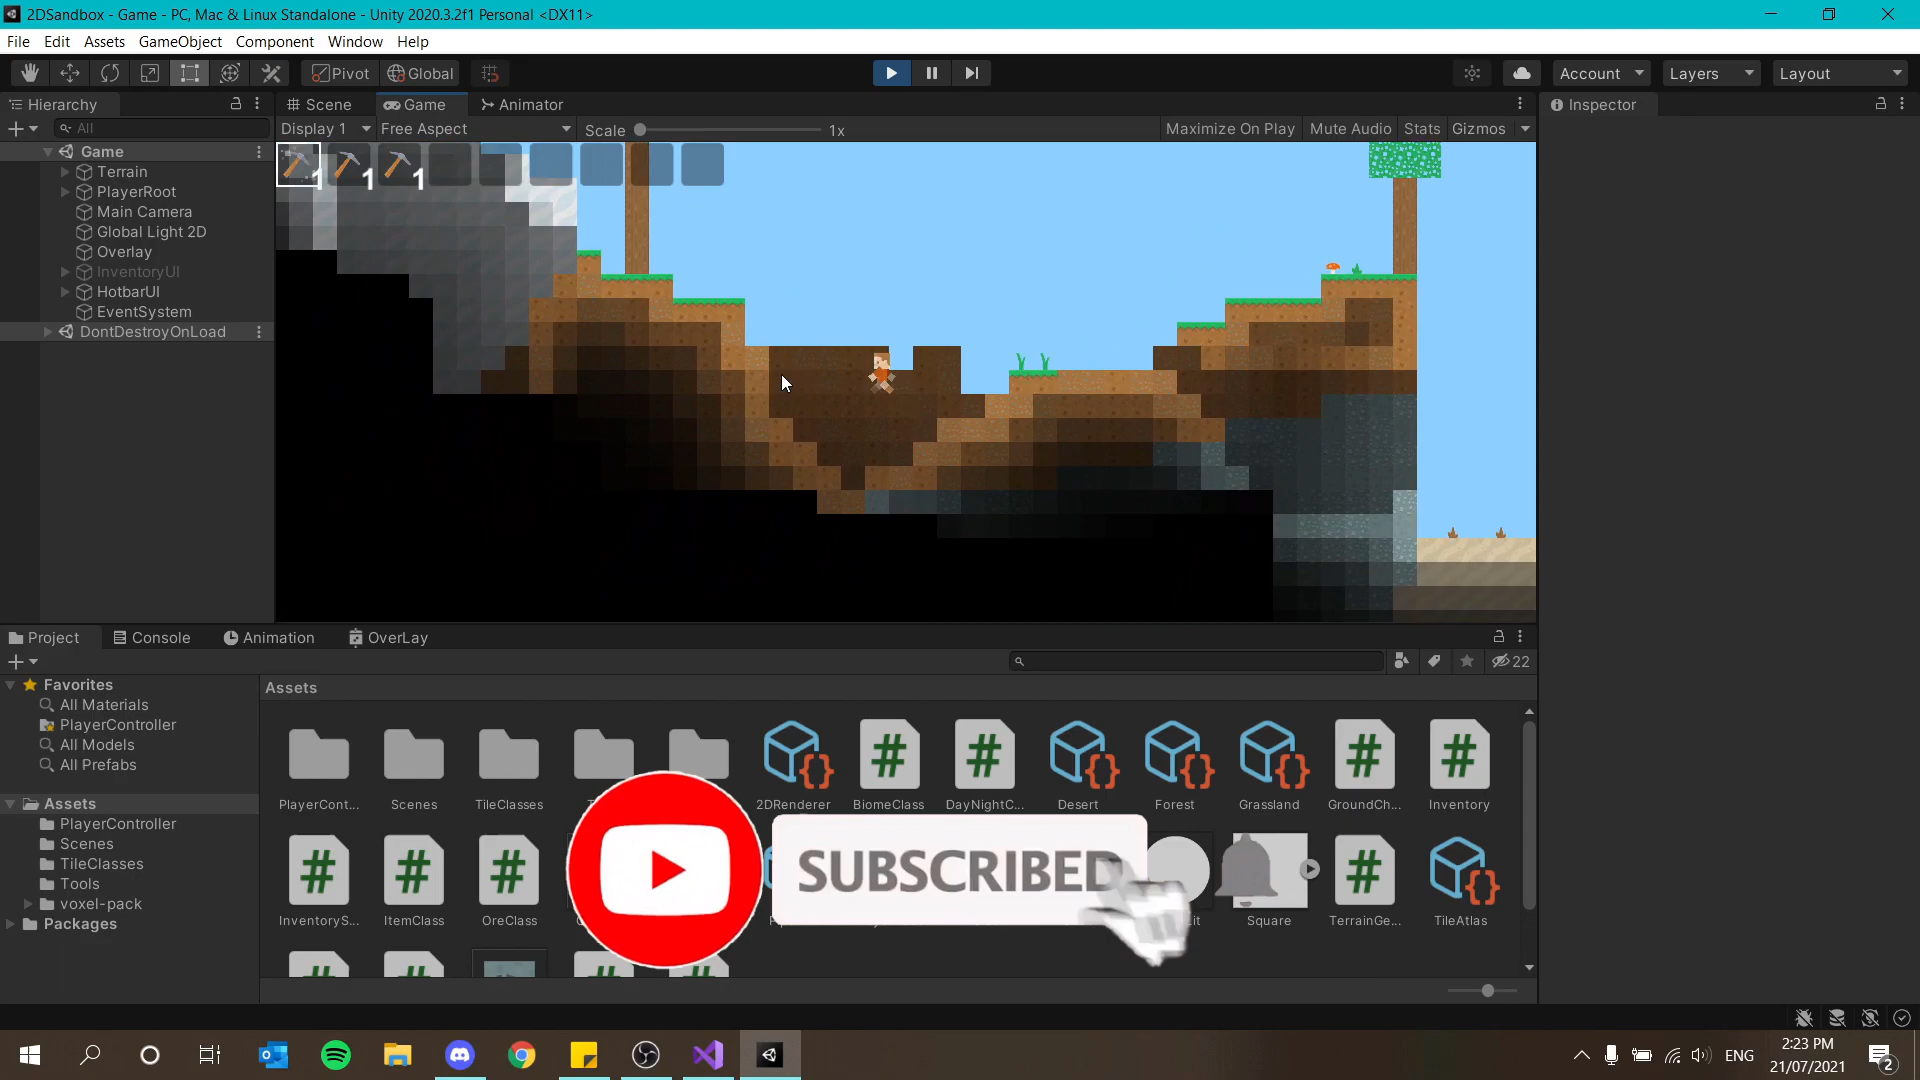 2DSandbox - Game - PC, Mac & Linux Standalone - Unity 2020.3.2f1 Personal <DX11>
File Edit Assets GameObject Component Window Help
Pivot Global Account Layers Layout
Hierarchy Scene Game Animator Inspector
All Display 1 Free Aspect Scale 1x Maximize On Play Mute Audio Stats Gizmos
1 1 1
Game
Terrain
PlayerRoot
Main Camera
Global Light 2D
Overlay
InventoryUI
HotbarUI
EventSystem
DontDestroyOnLoad
Project Console Animation OverLay
22
Favorites
All Materials
PlayerController
All Models
All Prefabs
Assets
PlayerController
Scenes
TileClasses
Tools
voxel-pack
Packages
Assets
PlayerCont... Scenes TileClasses 2DRenderer BiomeClass DayNightC... Desert Forest Grassland GroundCh... Inventory
SUBSCRIBED
InventoryS... ItemClass OreClass Square TerrainGe... TileAtlas
ENG
2:23 PM
21/07/2021
2